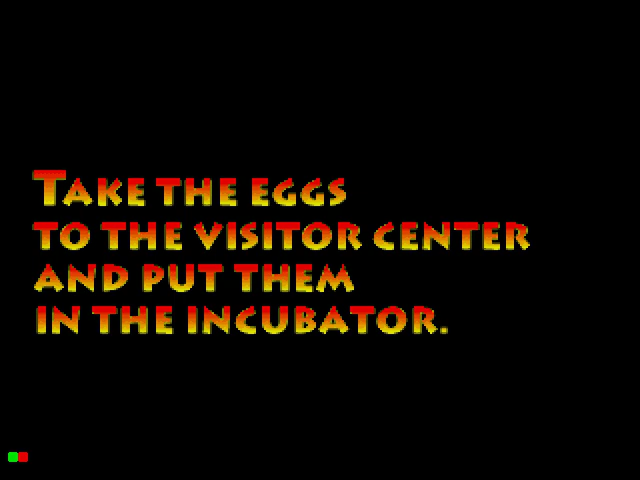 TAKE THE EGGS
TO THE VISITOR CENTER
AND PUT THEM
IN THE INCUBATOR.